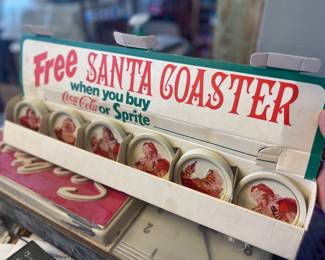 Free SANTA COASTER
when you buy
Coca-Cola or Sprite